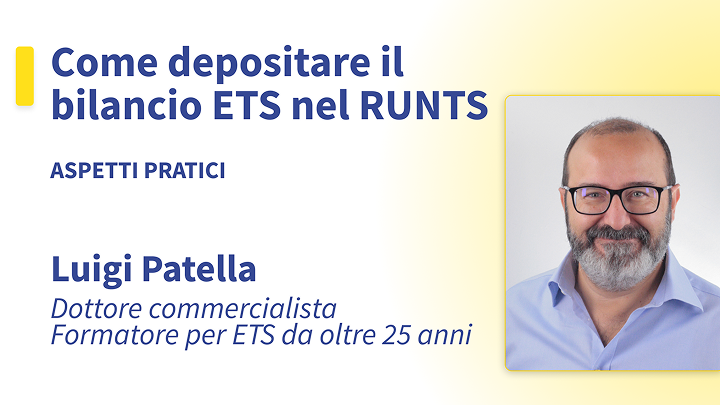 Come depositare il
bilancio ETS nel RUNTS
ASPETTI PRATICI
Luigi Patella
Dottore commercialista
Formatore per ETS da oltre 25 anni